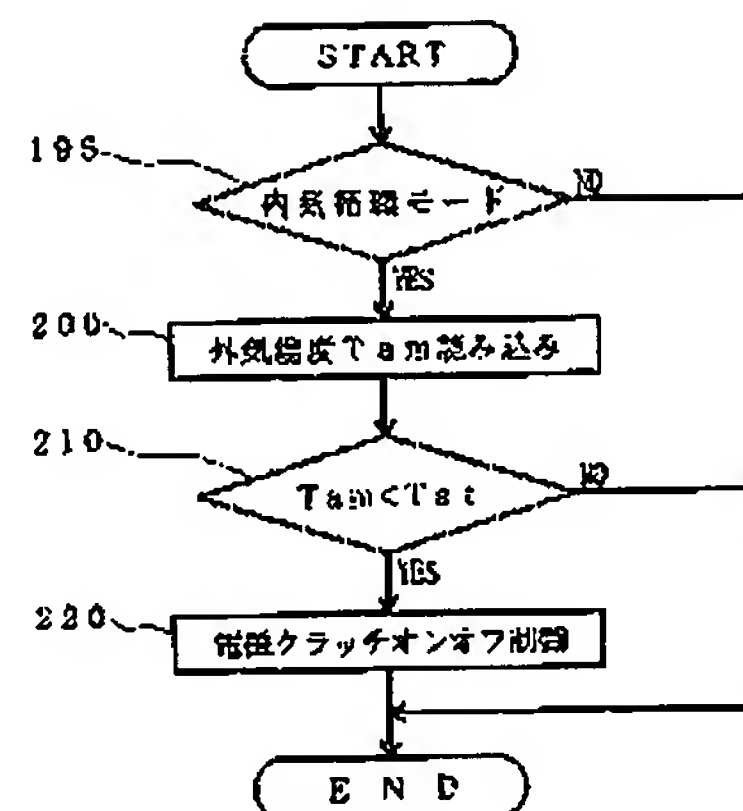 START
195
内気循環モード
NO
YES
200
外気温度Tam読み込み
210
Tam<Tst
NO
YES
220
電磁クラッチオンオフ制御
END